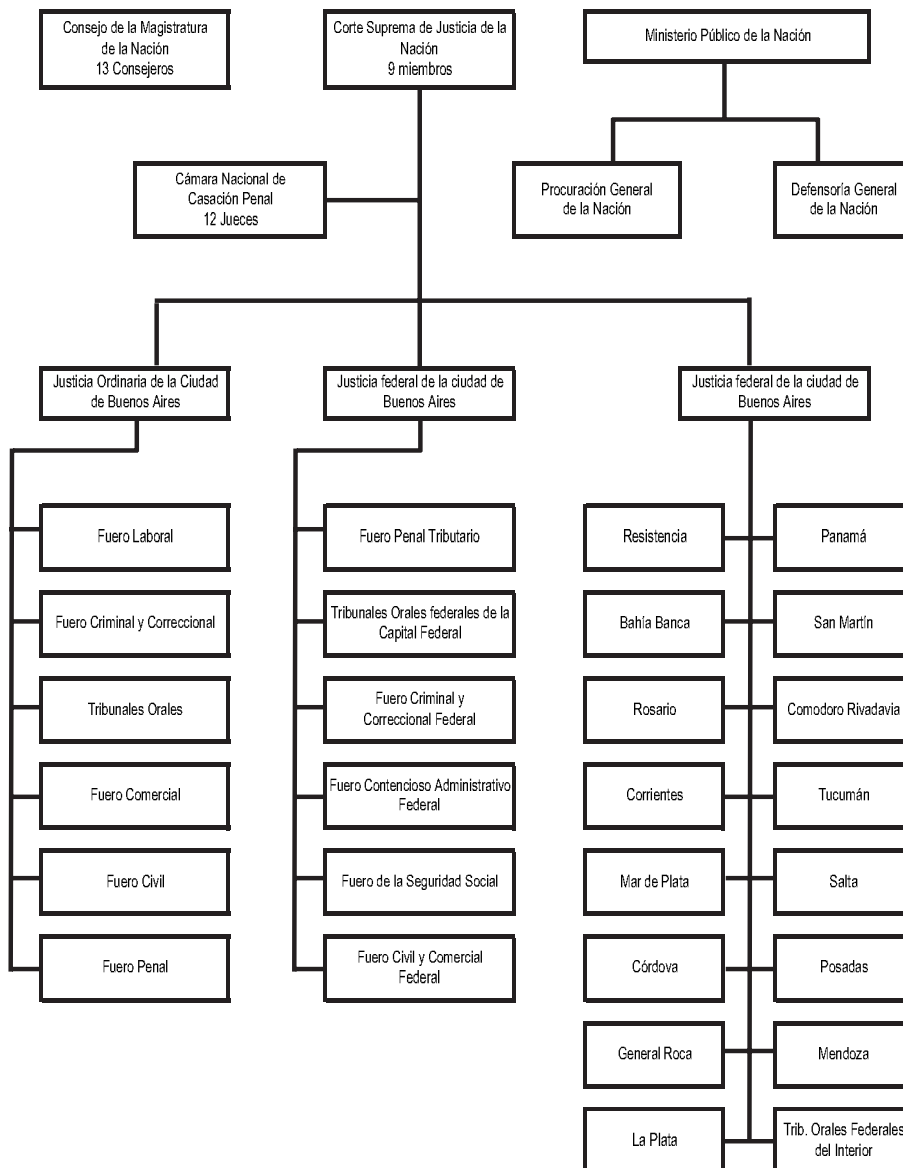 Consejo de la Magistratura
de la Nación
13 Consejeros
Corte Suprema de Justicia de la
Nación
9 miembros
Ministerio Público de la Nación
Cámara Nacional de
Casación Penal
12 Jueces
Procuración General
de la Nación
Defensoría General
de la Nación
Justicia Ordinaria de la Ciudad
de Buenos Aires
Justicia federal de la ciudad de
Buenos Aires
Justicia federal de la ciudad de
Buenos Aires
Fuero Laboral
Fuero Criminal y Correccional
Tribunales Orales
Fuero Comercial
Fuero Civil
Fuero Penal
Fuero Penal Tributario
Tribunales Orales federales de la
Capital Federal
Fuero Criminal y
Correccional Federal
Fuero Contencioso Administrativo
Federal
Fuero de la Seguridad Social
Fuero Civil y Comercial
Federal
Resistencia
Panamá
Bahía Banca
San Martín
Rosario
Comodoro Rivadavia
Corrientes
Tucumán
Mar de Plata
Salta
Córdova
Posadas
General Roca
Mendoza
La Plata
Trib. Orales Federales
del Interior